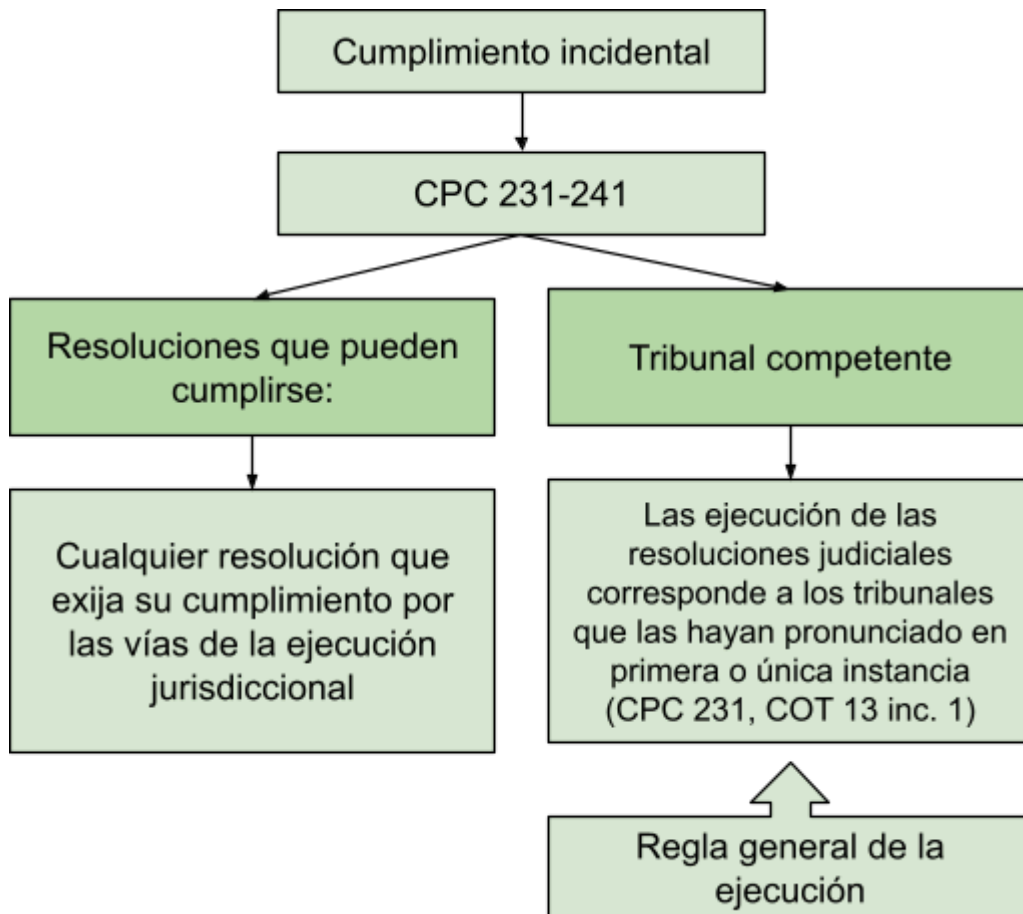 Cumplimiento incidental
CPC 231-241
Resoluciones que pueden
cumplirse:
Tribunal competente
Cualquier resolución que
exija su cumplimiento por
las vías de la ejecución
jurisdiccional
Las ejecución de las
resoluciones judiciales
corresponde a los tribunales
que las hayan pronunciado en
primera o única instancia
(CPC 231, COT 13 inc. 1)
Regla general de la
ejecución